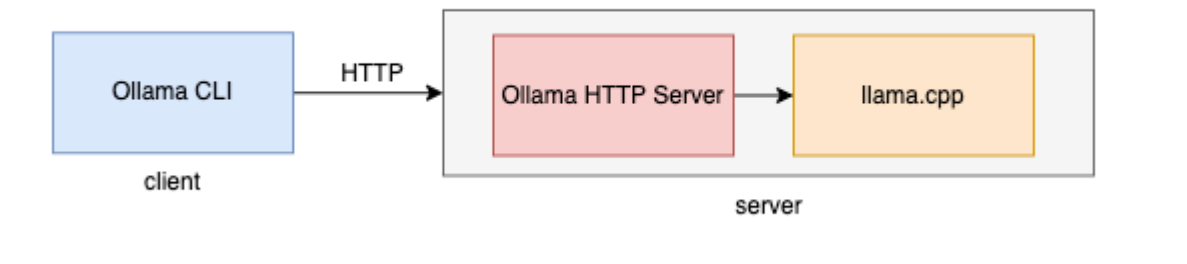 Ollama CLI
HTTP
Ollama HTTP Server
llama.cpp
client
server